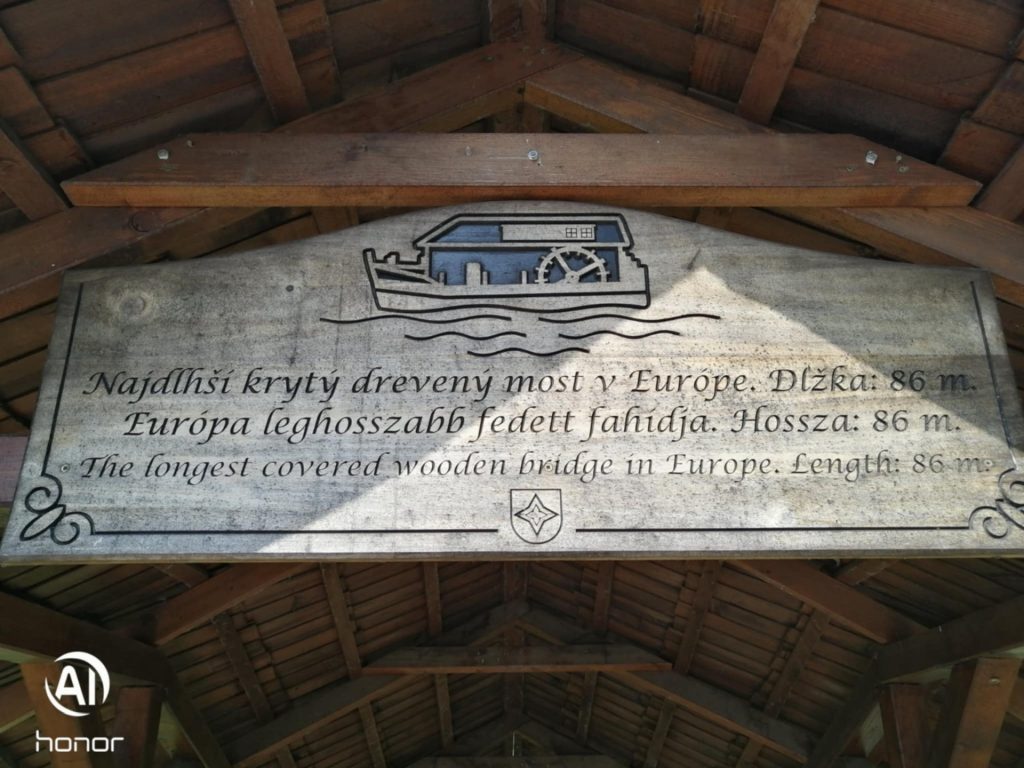 Najdlhší krytý drevený most v Európe. Dĺžka: 86 m.
Európa leghosszabb fedett fahídja. Hossza: 86 m.
The longest covered wooden bridge in Europe. Length: 86 m.
AI
honor